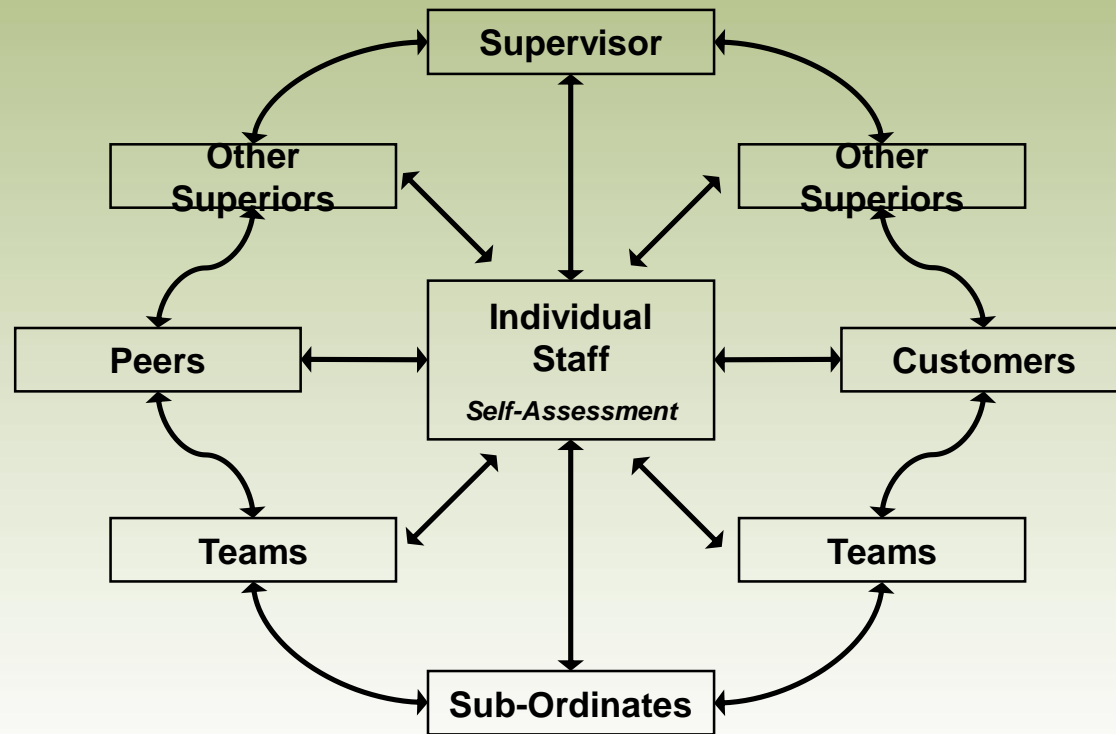 Supervisor
Other
Superiors
Other
Superiors
Individual
Staff
Self-Assessment
Peers
Customers
Teams
Teams
Sub-Ordinates